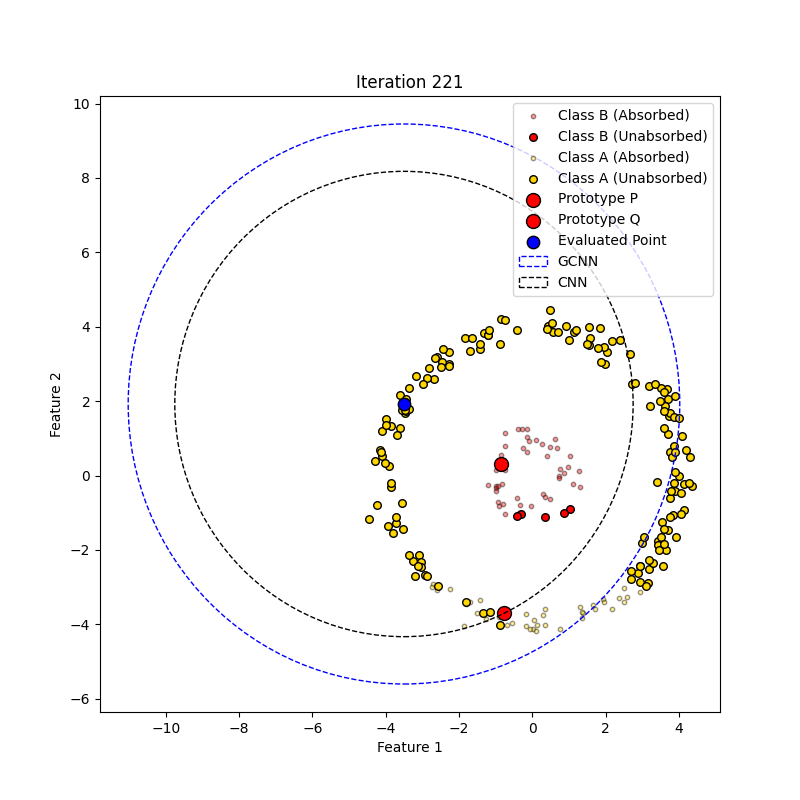 Iteration 221
Class B (Absorbed)
Class B (Unabsorbed)
Class A (Absorbed)
Class A (Unabsorbed)
Prototype P
Prototype Q
Evaluated Point
GCNN
CNN
10
8
6
4
2
0
−2
−4
−6
Feature 2
−10 −8 −6 −4 −2 0 2 4
Feature 1